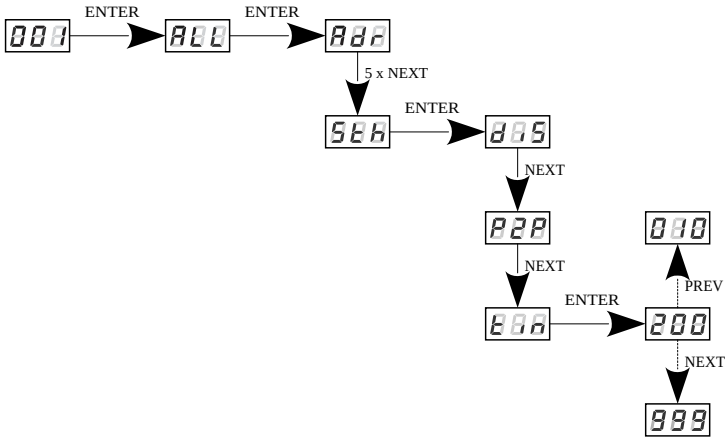 ENTER ENTER
001 ALL Adr
5 x NEXT
ENTER
Sth diS
NEXT
P2P 010
NEXT
PREV
ENTER
tin 200
NEXT
999